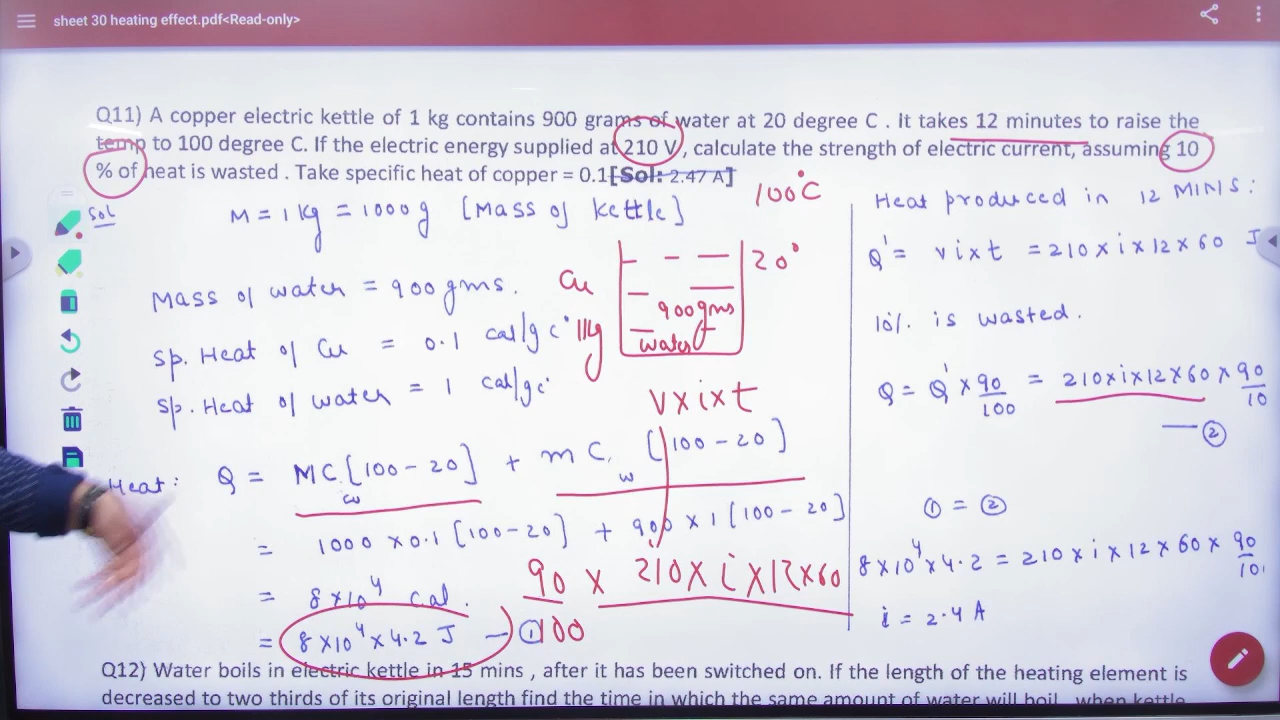 sheet 30 heating effect.pdf<Read-only>
Q11) A copper electric kettle of 1 kg contains 900 grams of water at 20 degree C . It takes 12 minutes to raise the
temp to 100 degree C. If the electric energy supplied at 210 V , calculate the strength of electric current, assuming 10
% of heat is wasted . Take specific heat of copper = 0.1[Sol: 2.47 A]
Sol
M = 1 kg = 1000 g [Mass of kettle]
Mass of water = 900 gms.
Sp. Heat of Cu = 0.1 cal/g c°
Sp. Heat of water = 1 cal/g c°
100°C
20°
Cu
1kg
900gms
water
v x i x t
Heat: Q = MC cu [100 - 20] + m C w [100 - 20]
= 1000 x 0.1 [100 - 20] + 900 x 1 [100 - 20]
= 8 x 10⁴ cal.
= 8 x 10⁴ x 4.2 J — ①
90/100 x 210 x i x 12 x 60
Heat produced in 12 MINS :
Q' = v i x t = 210 x i x 12 x 60 J
10% is wasted.
Q = Q' x 90/100 = 210 x i x 12 x 60 x 90/10
— ②
① = ②
8 x 10⁴ x 4.2 = 210 x i x 12 x 60 x 90/10
i = 2.4 A
Q12) Water boils in electric kettle in 15 mins , after it has been switched on. If the length of the heating element is
decreased to two thirds of its original length find the time in which the same amount of water will boil when kettle